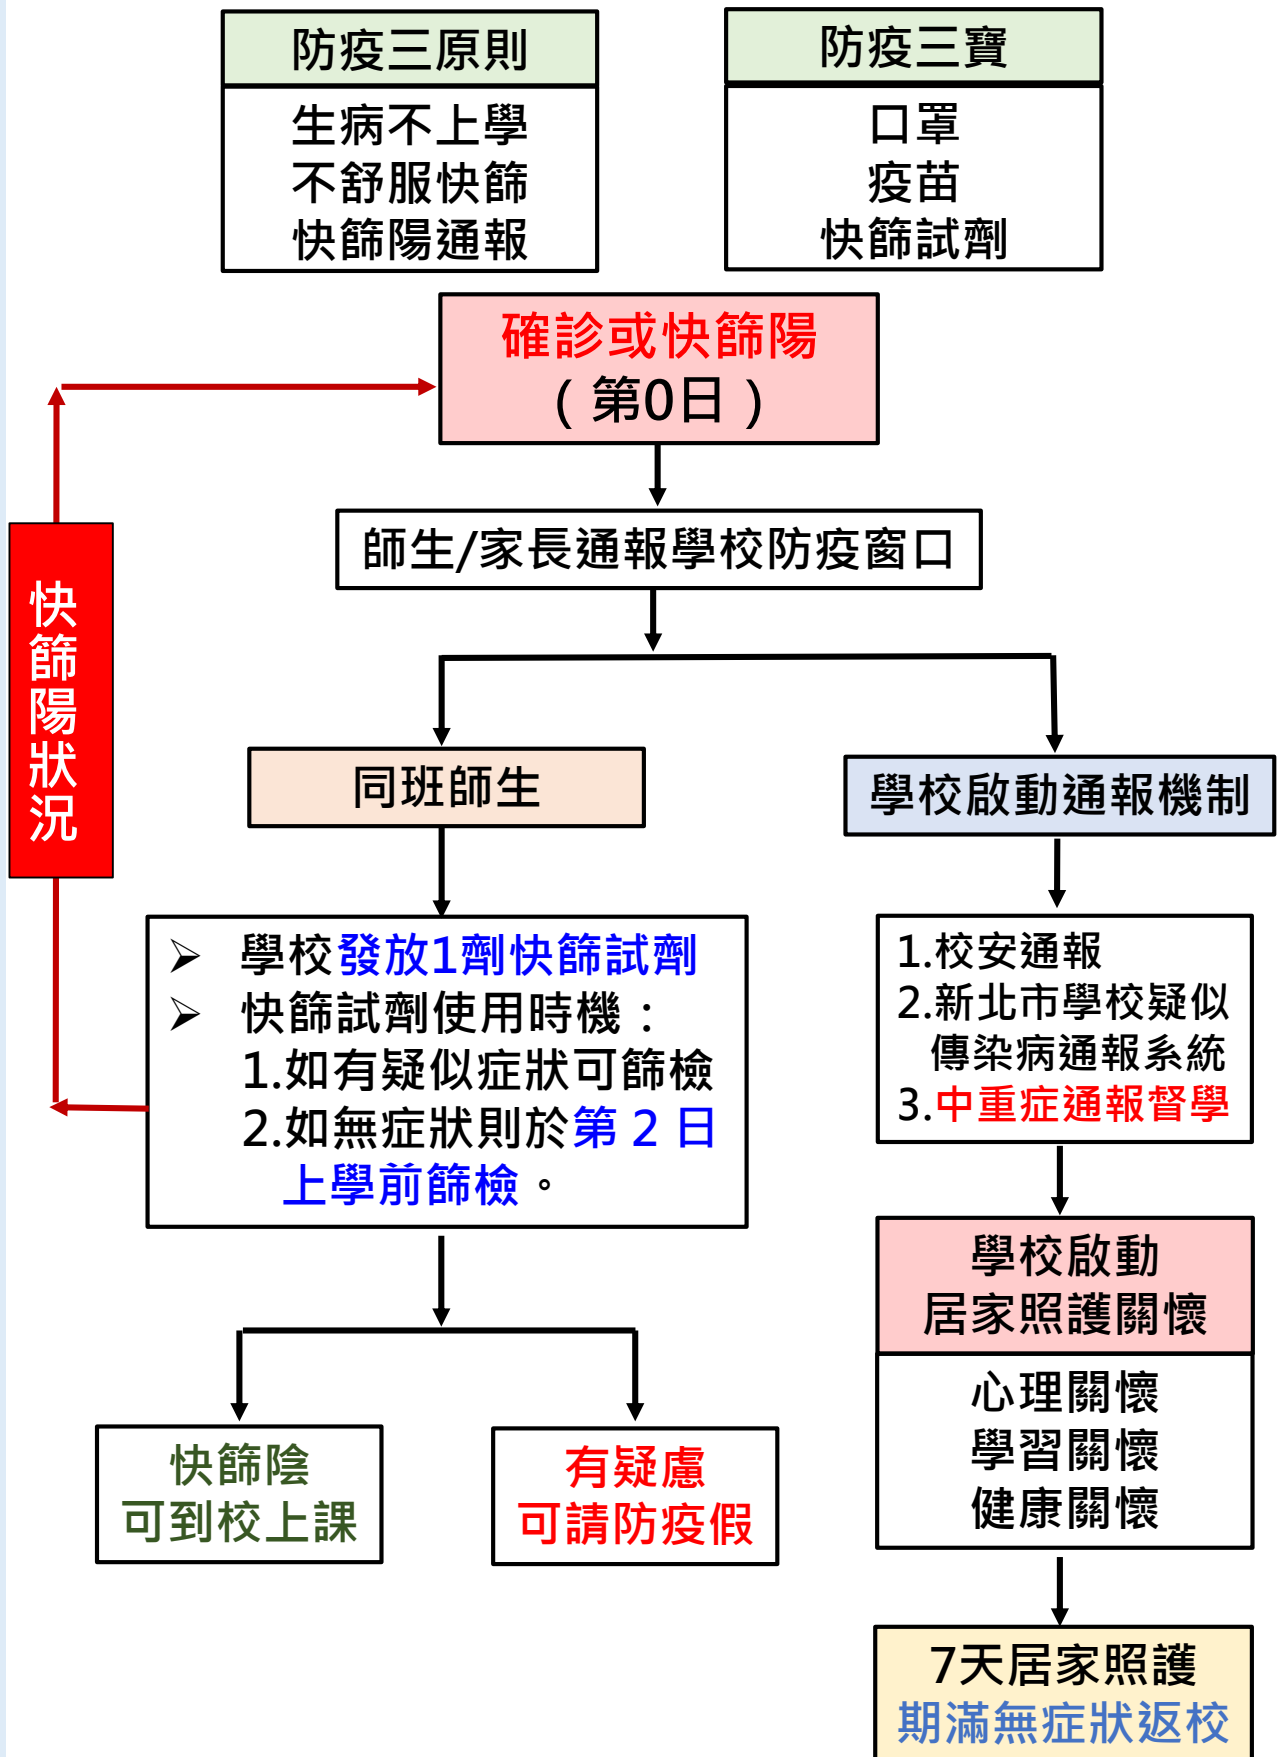 防疫三原則
生病不上學
不舒服快篩
快篩陽通報
防疫三寶
口罩
疫苗
快篩試劑
確診或快篩陽
（第0日）
師生/家長通報學校防疫窗口
快篩陽狀況
同班師生
學校啟動通報機制
➢ 學校發放1劑快篩試劑
➢ 快篩試劑使用時機：
1.如有疑似症狀可篩檢
2.如無症狀則於第2日
上學前篩檢。
1.校安通報
2.新北市學校疑似
傳染病通報系統
3.中重症通報督學
學校啟動
居家照護關懷
心理關懷
學習關懷
健康關懷
快篩陰
可到校上課
有疑慮
可請防疫假
7天居家照護
期滿無症狀返校